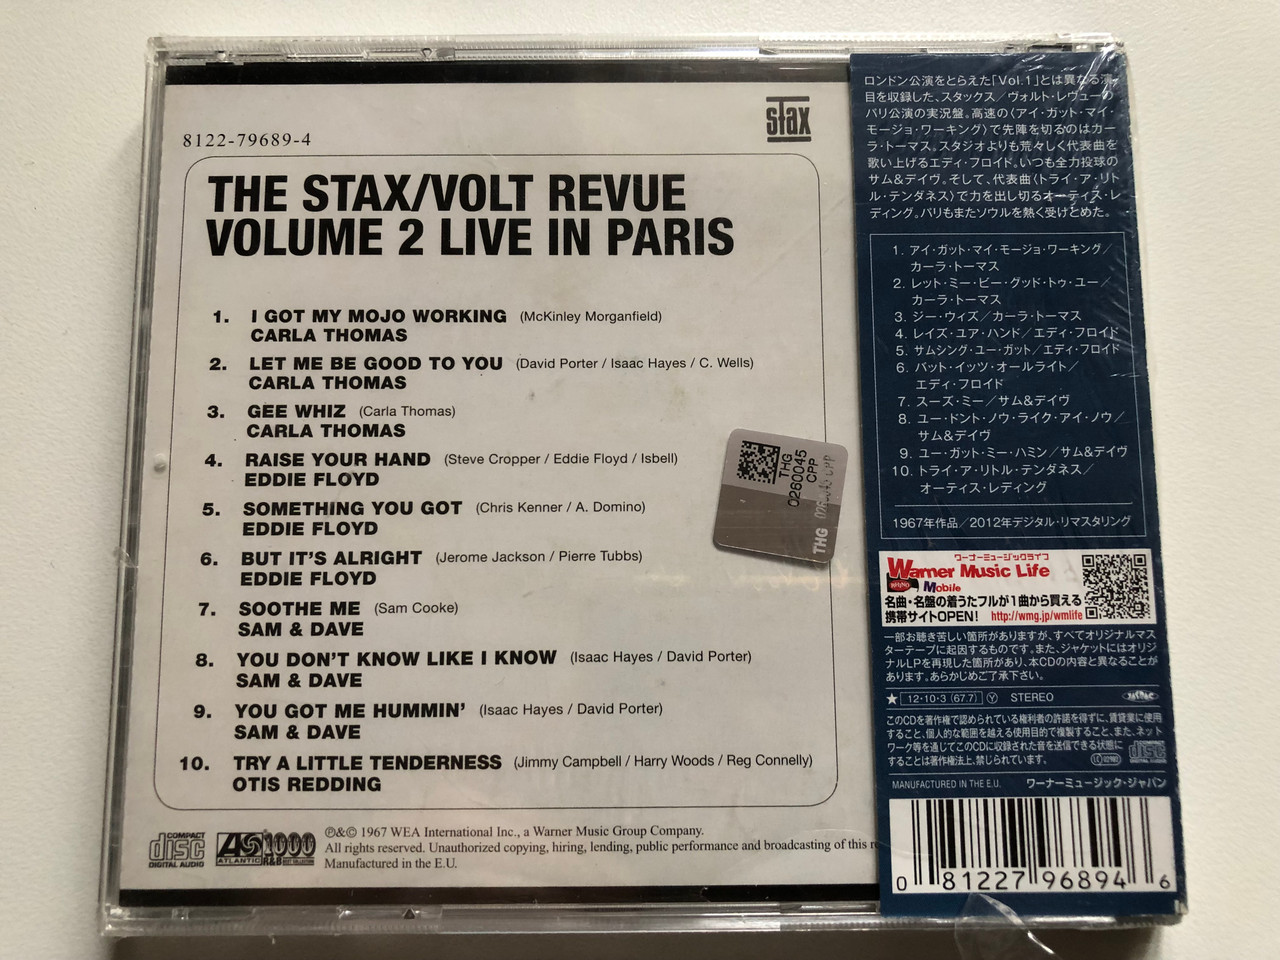 8122-79689-4
stax
THE STAX/VOLT REVUE
VOLUME 2 LIVE IN PARIS
1. I GOT MY MOJO WORKING (McKinley Morganfield)
CARLA THOMAS
2. LET ME BE GOOD TO YOU (David Porter / Isaac Hayes / C. Wells)
CARLA THOMAS
3. GEE WHIZ (Carla Thomas)
CARLA THOMAS
4. RAISE YOUR HAND (Steve Cropper / Eddie Floyd / Isbell)
EDDIE FLOYD
5. SOMETHING YOU GOT (Chris Kenner / A. Domino)
EDDIE FLOYD
6. BUT IT'S ALRIGHT (Jerome Jackson / Pierre Tubbs)
EDDIE FLOYD
7. SOOTHE ME (Sam Cooke)
SAM & DAVE
8. YOU DON'T KNOW LIKE I KNOW (Isaac Hayes / David Porter)
SAM & DAVE
9. YOU GOT ME HUMMIN' (Isaac Hayes / David Porter)
SAM & DAVE
10. TRY A LITTLE TENDERNESS (Jimmy Campbell / Harry Woods / Reg Connelly)
OTIS REDDING
THG
0260045
CPP
THG 0260045 CPP
COMPACT
disc
DIGITAL AUDIO
ATLANTIC
1000
R&B BEST COLLECTION
℗&© 1967 WEA International Inc., a Warner Music Group Company.
All rights reserved. Unauthorized copying, hiring, lending, public performance and broadcasting of this
Manufactured in the E.U.
ロンドン公演をとらえた「Vol.1」とは異なる演
目を収録した、スタックス/ヴォルト・レヴューの
パリ公演の実況盤。高速の〈アイ・ガット・マイ・
モージョ・ワーキング〉で先陣を切るのはカー
ラ・トーマス。スタジオよりも荒々しく代表曲を
歌い上げるエディ・フロイド。いつも全力投球の
サム&デイヴ。そして、代表曲〈トライ・ア・リト
ル・テンダネス〉で力を出し切るオーティス・レ
ディング。パリもまたソウルを熱く受けとめた。
1. アイ・ガット・マイ・モージョ・ワーキング/
カーラ・トーマス
2. レット・ミー・ビー・グッド・トゥ・ユー/
カーラ・トーマス
3. ジー・ウィズ/カーラ・トーマス
4. レイズ・ユア・ハンド/エディ・フロイド
5. サムシング・ユー・ガット/エディ・フロイド
6. バット・イッツ・オールライト/
エディ・フロイド
7. スーズ・ミー/サム&デイヴ
8. ユー・ドント・ノウ・ライク・アイ・ノウ/
サム&デイヴ
9. ユー・ガット・ミー・ハミン/サム&デイヴ
10. トライ・ア・リトル・テンダネス/
オーティス・レディング
1967年作品/2012年デジタル・リマスタリング
ワーナーミュージックライフ
Warner Music Life
RHINO Mobile
名曲・名盤の着うたフルが1曲から買える
携帯サイトOPEN! http://wmg.jp/wmlife
一部お聴き苦しい箇所がありますが、すべてオリジナルマス
ターテープに起因するものです。また、ジャケットにはオリジ
ナルLPを再現した箇所があり、本CDの内容と異なることが
あります。あらかじめご了承下さい。
★ 12・10・3 (67.7) Ⓨ STEREO
このCDを著作権で認められている権利者の許諾を得ずに、賃貸業に使用
すること、個人的な範囲を越える使用目的で複製すること、また、ネット
ワーク等を通じてこのCDに収録された音を送信できる状態に
することは著作権法上、禁じられています。
disc
MANUFACTURED IN THE E.U. ワーナーミュージック・ジャパン
0 81227 96894 6